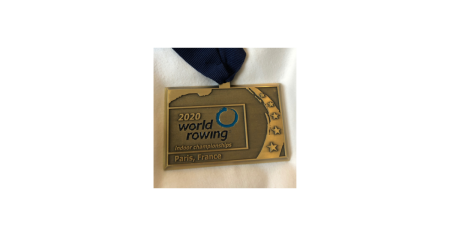 2020
world
rowing
indoor championships
Paris, France